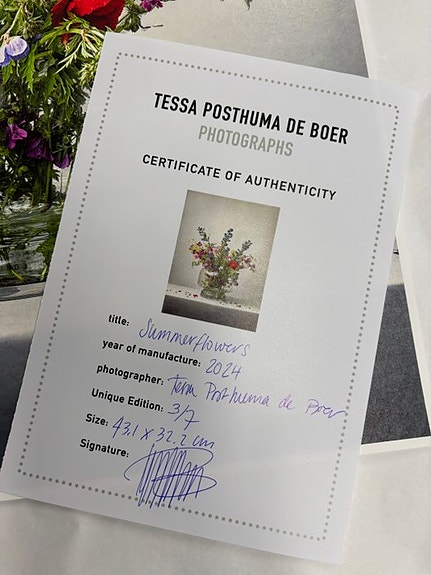 TESSA POSTHUMA DE BOER
PHOTOGRAPHS
CERTIFICATE OF AUTHENTICITY
title: Summerflowers
year of manufacture: 2024
photographer: Tessa Posthuma de Boer
Unique Edition: 3/7
Size: 43.1 x 32.2 cm
Signature: